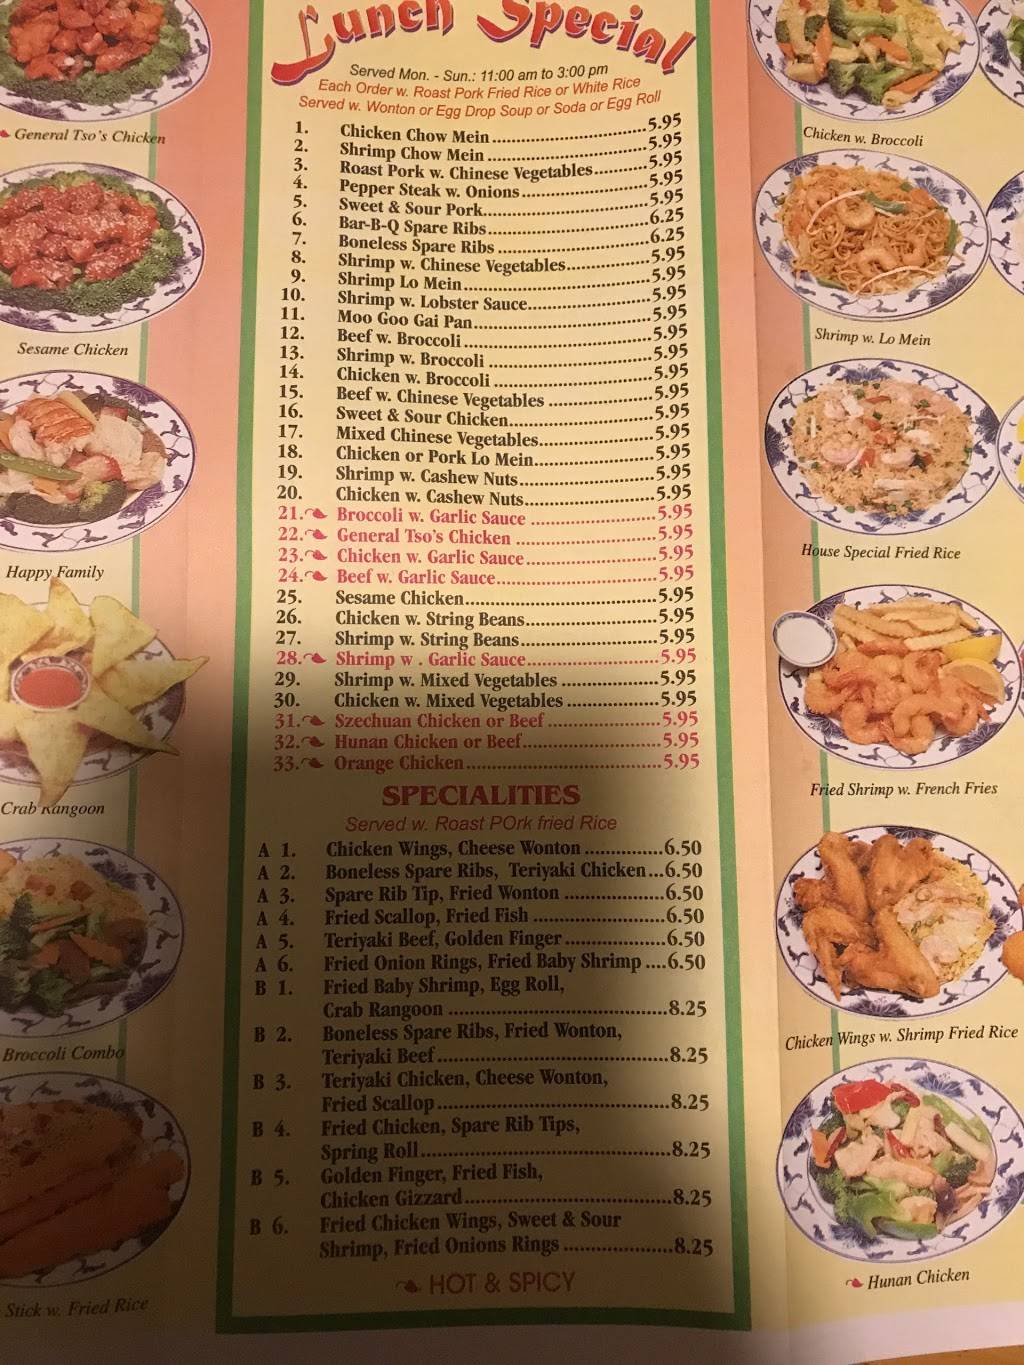 Lunch Special
Served Mon. - Sun.: 11:00 am to 3:00 pm
Each Order w. Roast Pork Fried Rice or White Rice
Served w. Wonton or Egg Drop Soup or Soda or Egg Roll
1. Chicken Chow Mein 5.95
2. Shrimp Chow Mein 5.95
3. Roast Pork w. Chinese Vegetables 5.95
4. Pepper Steak w. Onions 5.95
5. Sweet & Sour Pork 5.95
6. Bar-B-Q Spare Ribs 6.25
7. Boneless Spare Ribs 6.25
8. Shrimp w. Chinese Vegetables 5.95
9. Shrimp Lo Mein 5.95
10. Shrimp w. Lobster Sauce 5.95
11. Moo Goo Gai Pan 5.95
12. Beef w. Broccoli 5.95
13. Shrimp w. Broccoli 5.95
14. Chicken w. Broccoli 5.95
15. Beef w. Chinese Vegetables 5.95
16. Sweet & Sour Chicken 5.95
17. Mixed Chinese Vegetables 5.95
18. Chicken or Pork Lo Mein 5.95
19. Shrimp w. Cashew Nuts 5.95
20. Chicken w. Cashew Nuts 5.95
21. Broccoli w. Garlic Sauce 5.95
22. General Tso's Chicken 5.95
23. Chicken w. Garlic Sauce 5.95
24. Beef w. Garlic Sauce 5.95
25. Sesame Chicken 5.95
26. Chicken w. String Beans 5.95
27. Shrimp w. String Beans 5.95
28. Shrimp w . Garlic Sauce 5.95
29. Shrimp w. Mixed Vegetables 5.95
30. Chicken w. Mixed Vegetables 5.95
31. Szechuan Chicken or Beef 5.95
32. Hunan Chicken or Beef 5.95
33. Orange Chicken 5.95
SPECIALITIES
Served w. Roast POrk fried Rice
A 1. Chicken Wings, Cheese Wonton 6.50
A 2. Boneless Spare Ribs, Teriyaki Chicken 6.50
A 3. Spare Rib Tip, Fried Wonton 6.50
A 4. Fried Scallop, Fried Fish 6.50
A 5. Teriyaki Beef, Golden Finger 6.50
A 6. Fried Onion Rings, Fried Baby Shrimp 6.50
B 1. Fried Baby Shrimp, Egg Roll,
Crab Rangoon 8.25
B 2. Boneless Spare Ribs, Fried Wonton,
Teriyaki Beef 8.25
B 3. Teriyaki Chicken, Cheese Wonton,
Fried Scallop 8.25
B 4. Fried Chicken, Spare Rib Tips,
Spring Roll 8.25
B 5. Golden Finger, Fried Fish,
Chicken Gizzard 8.25
B 6. Fried Chicken Wings, Sweet & Sour
Shrimp, Fried Onions Rings 8.25
HOT & SPICY
General Tso's Chicken
Sesame Chicken
Happy Family
Crab Rangoon
Broccoli Combo
Stick w. Fried Rice
Chicken w. Broccoli
Shrimp w. Lo Mein
House Special Fried Rice
Fried Shrimp w. French Fries
Chicken Wings w. Shrimp Fried Rice
Hunan Chicken